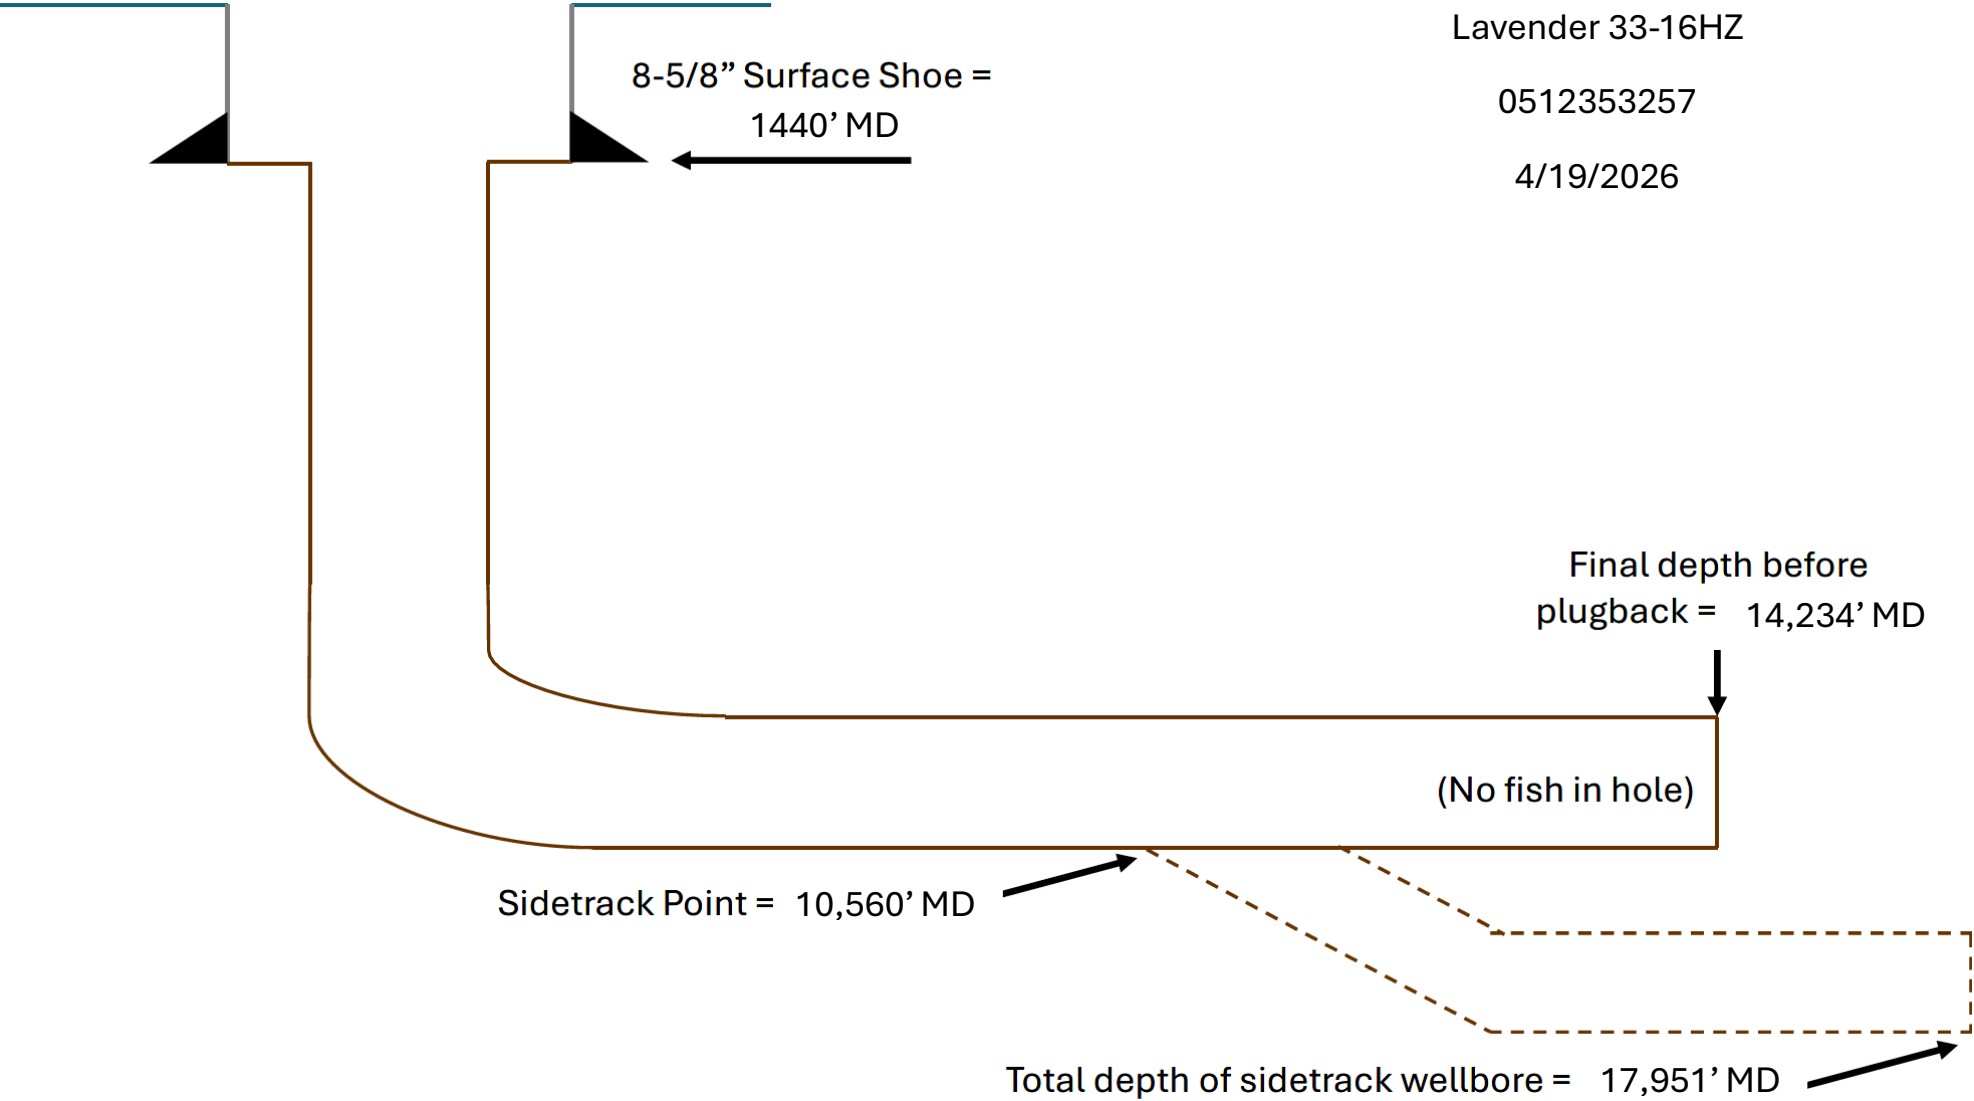 Lavender 33-16HZ
0512353257
4/19/2026
8-5/8” Surface Shoe =
1440’ MD
Final depth before
plugback = 14,234’ MD
(No fish in hole)
Sidetrack Point = 10,560’ MD
Total depth of sidetrack wellbore = 17,951’ MD